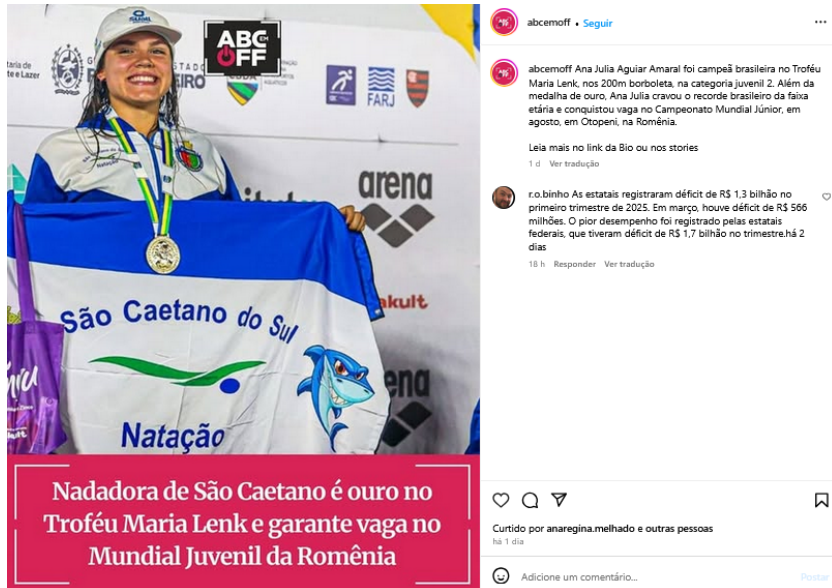 ABC EM
OFF
FARJ
arena
akult
ena
São Caetano do Sul
Natação
Natação
Nadadora de São Caetano é ouro no
Troféu Maria Lenk e garante vaga no
Mundial Juvenil da Romênia
abcemoff • Seguir
abcemoff Ana Julia Aguiar Amaral foi campeã brasileira no Troféu
Maria Lenk, nos 200m borboleta, na categoria juvenil 2. Além da
medalha de ouro, Ana Julia cravou o recorde brasileiro da faixa
etária e conquistou vaga no Campeonato Mundial Júnior, em
agosto, em Otopeni, na Romênia.
Leia mais no link da Bio ou nos stories
1 d Ver tradução
r.o.binho As estatais registraram déficit de R$ 1,3 bilhão no
primeiro trimestre de 2025. Em março, houve déficit de R$ 566
milhões. O pior desempenho foi registrado pelas estatais
federais, que tiveram déficit de R$ 1,7 bilhão no trimestre.há 2
dias
18 h Responder Ver tradução
Curtido por anaregina.melhado e outras pessoas
há 1 dia
Adicione um comentário...
Postar